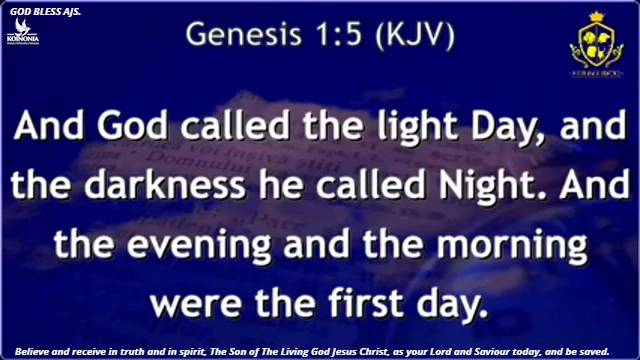 GOD BLESS AJS.
KOINONIA
Genesis 1:5 (KJV)
And God called the light Day, and
the darkness he called Night. And
the evening and the morning
were the first day.
Believe and receive in truth and in spirit, The Son of The Living God Jesus Christ, as your Lord and Saviour today, and be saved.